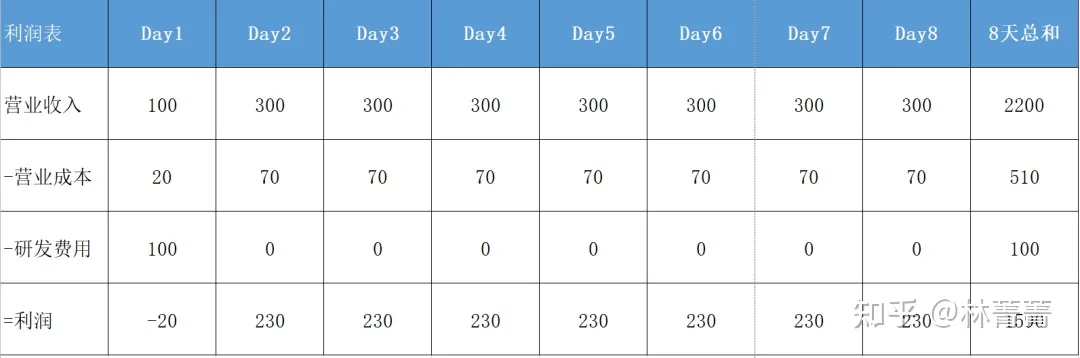 利润表 Day1 Day2 Day3 Day4 Day5 Day6 Day7 Day8 8天总和
营业收入 100 300 300 300 300 300 300 300 2200
-营业成本 20 70 70 70 70 70 70 70 510
-研发费用 100 0 0 0 0 0 0 0 100
=利润 -20 230 230 230 230 230 230 230 1590
知乎 @林菁菁